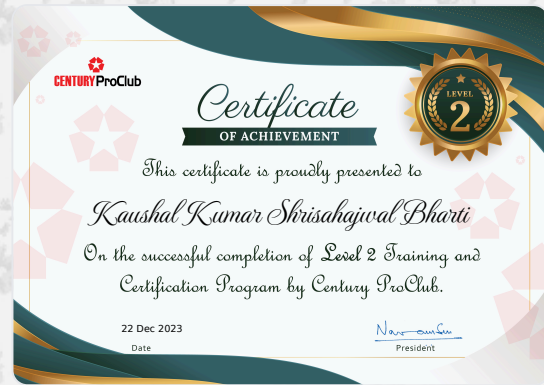 CENTURY ProClub
LEVEL
2
Certificate
OF ACHIEVEMENT
This certificate is proudly presented to
Kaushal Kumar Shrisahajwal Bharti
On the successful completion of Level 2 Training and
Certification Program by Century ProClub.
22 Dec 2023
Date
President